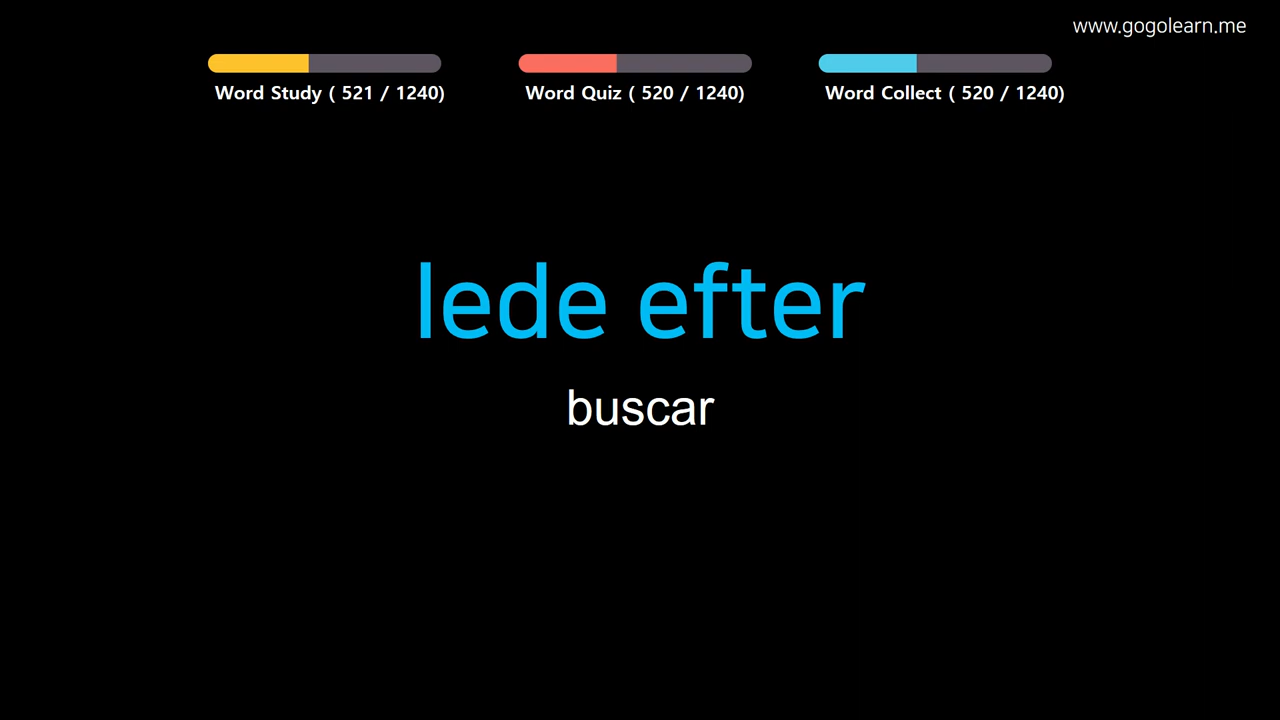 www.gogolearn.me
Word Study ( 521 / 1240)
Word Quiz ( 520 / 1240)
Word Collect ( 520 / 1240)
lede efter
buscar